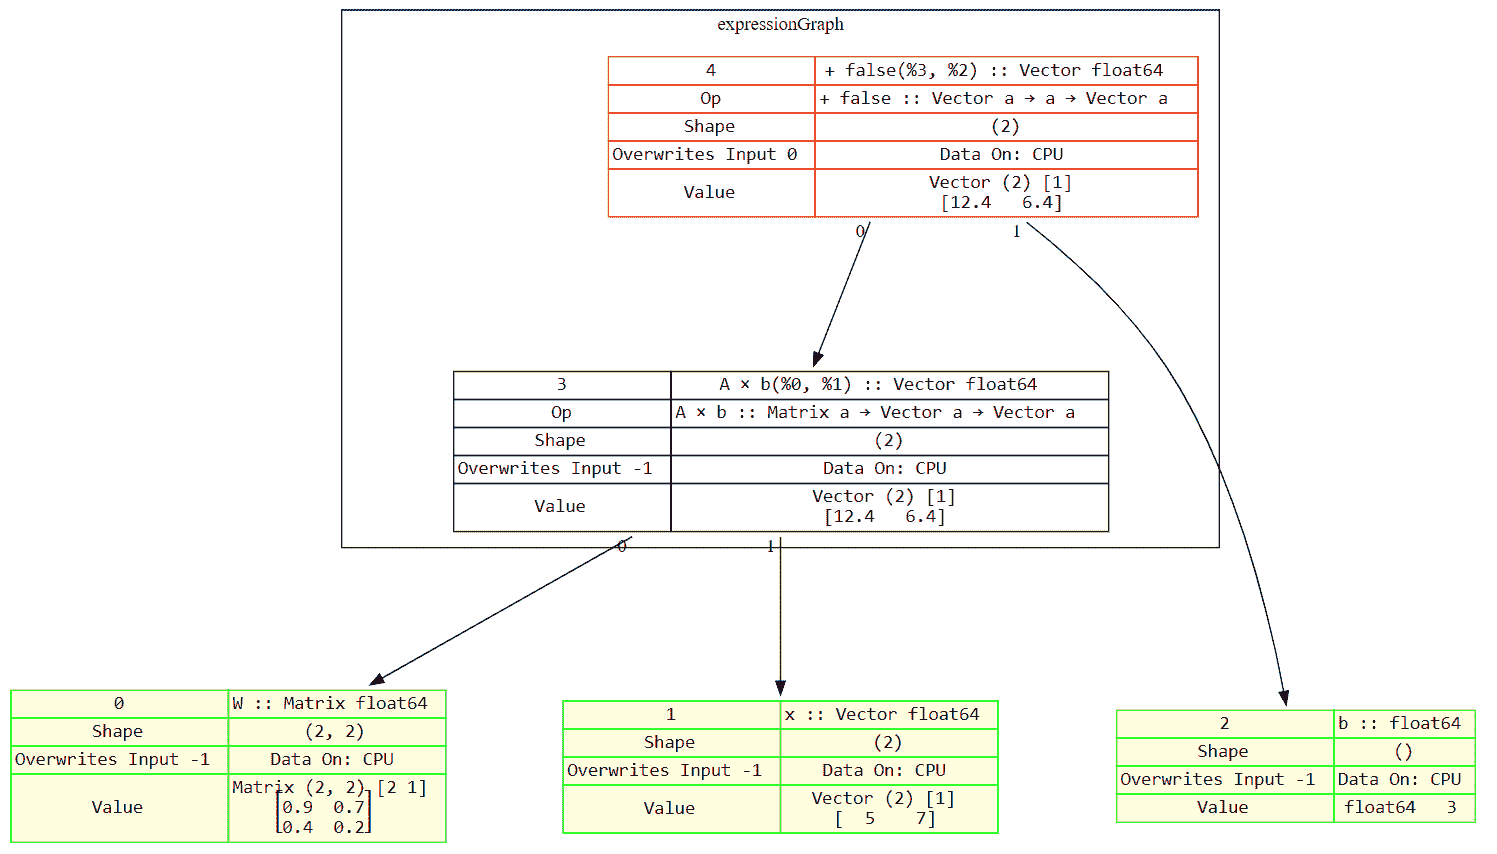 expressionGraph
4 + false(%3, %2) :: Vector float64
Op + false :: Vector a → a → Vector a
Shape (2)
Overwrites Input 0 Data On: CPU
Value Vector (2) [1]
[12.4 6.4]
0 1
3 A × b(%0, %1) :: Vector float64
Op A × b :: Matrix a → Vector a → Vector a
Shape (2)
Overwrites Input -1 Data On: CPU
Value Vector (2) [1]
[12.4 6.4]
0 1
0 W :: Matrix float64
Shape (2, 2)
Overwrites Input -1 Data On: CPU
Value Matrix (2, 2) [2 1]
⎡0.9 0.7⎤
⎣0.4 0.2⎦
1 x :: Vector float64
Shape (2)
Overwrites Input -1 Data On: CPU
Value Vector (2) [1]
[ 5 7]
2 b :: float64
Shape ()
Overwrites Input -1 Data On: CPU
Value float64 3